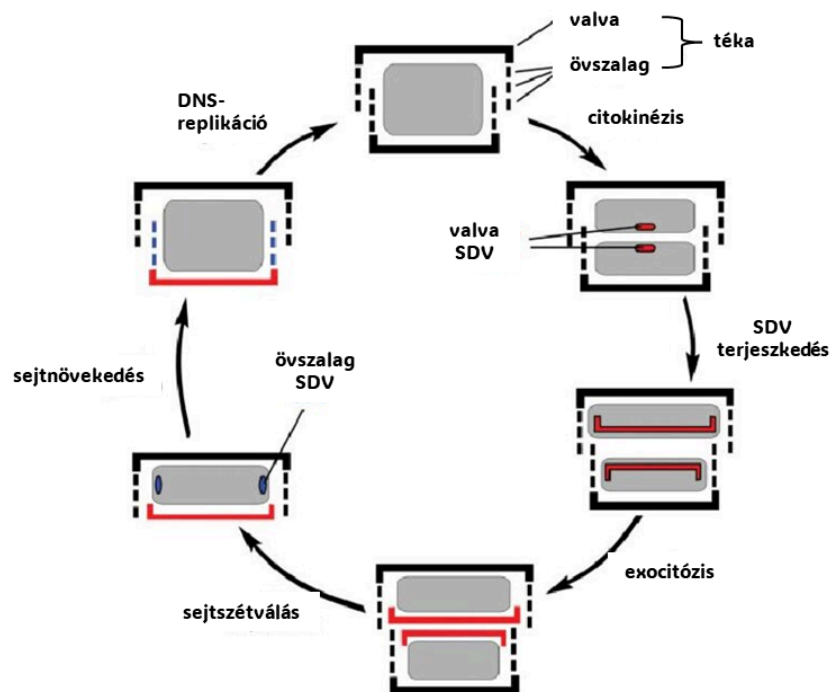 valva
téka
övszalag
DNS-
replikáció
citokinézis
valva
SDV
SDV
terjeszkedés
övszalag
SDV
sejtnövekedés
exocitózis
sejtszétválás